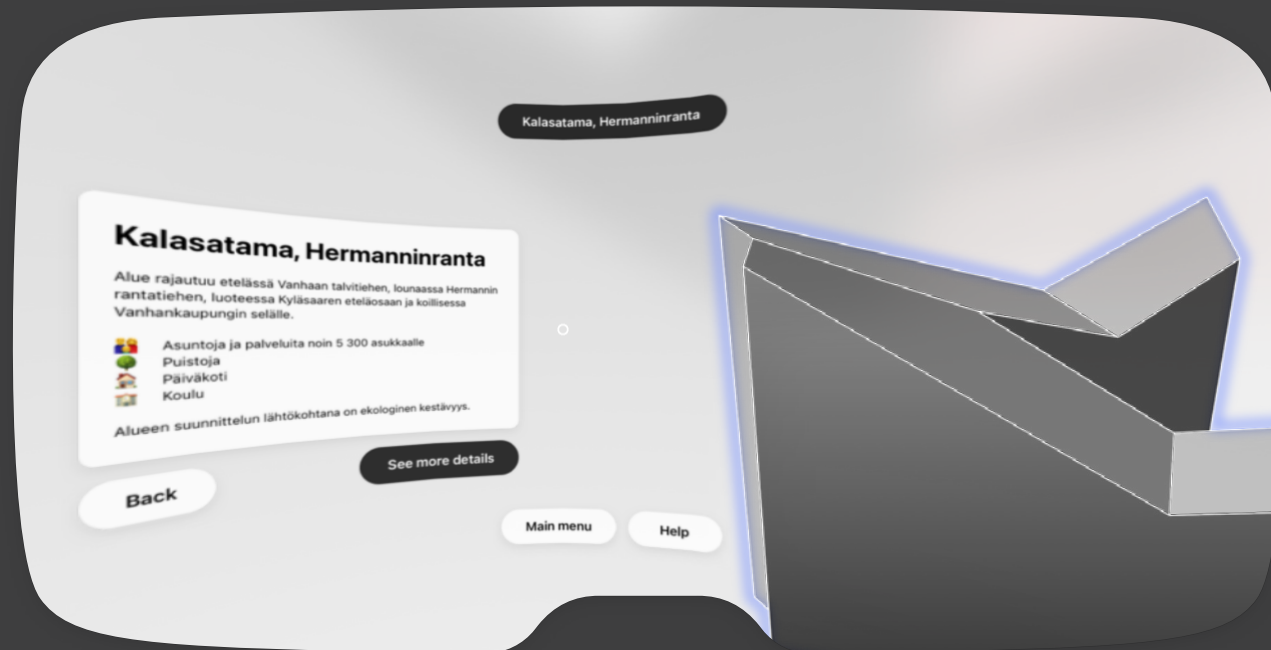 Kalasatama, Hermanninranta
Kalasatama, Hermanninranta
Alue rajautuu etelässä Vanhaan talvitiehen, lounaassa Hermannin
rantatiehen, luoteessa Kyläsaaren eteläosaan ja koillisessa
Vanhankaupungin selälle.
Asuntoja ja palveluita noin 5 300 asukkaalle
Puistoja
Päiväkoti
Koulu
Alueen suunnittelun lähtökohtana on ekologinen kestävyys.
See more details
Back
Main menu
Help